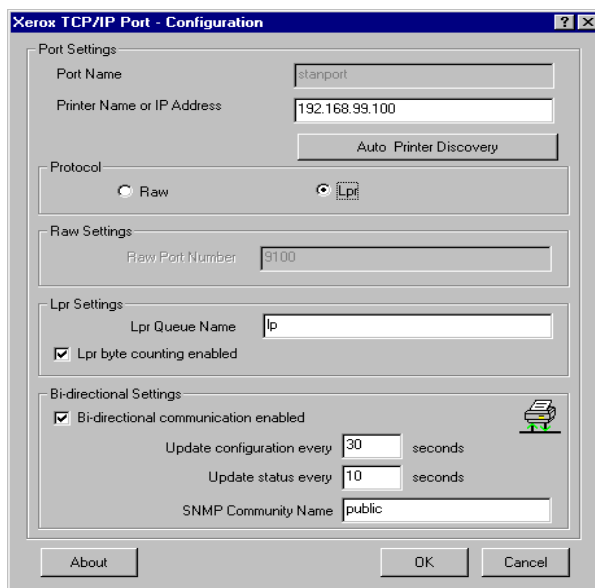 Xerox TCP/IP Port - Configuration
Port Settings
Port Name stanport
Printer Name or IP Address 192.168.99.100
Auto Printer Discovery
Protocol
Raw Lpr
Raw Settings
Raw Port Number 9100
Lpr Settings
Lpr Queue Name lp
Lpr byte counting enabled
Bi-directional Settings
Bi-directional communication enabled
Update configuration every 30 seconds
Update status every 10 seconds
SNMP Community Name public
About OK Cancel